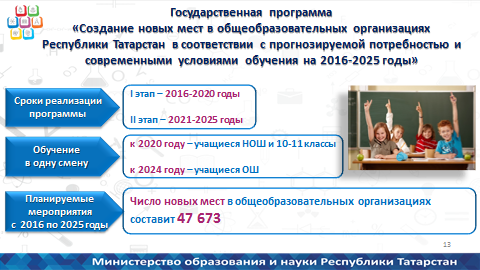 Государственная программа
«Создание новых мест в общеобразовательных организациях
Республики Татарстан в соответствии с прогнозируемой потребностью и
современными условиями обучения на 2016-2025 годы»
Сроки реализации
программы
I этап – 2016-2020 годы
II этап – 2021-2025 годы
Обучение
в одну смену
к 2020 году – учащиеся НОШ и 10-11 классы
к 2024 году – учащиеся ОШ
Планируемые
мероприятия
с 2016 по 2025 годы
Число новых мест в общеобразовательных организациях
составит 47 673
13
Министерство образования и науки Республики Татарстан